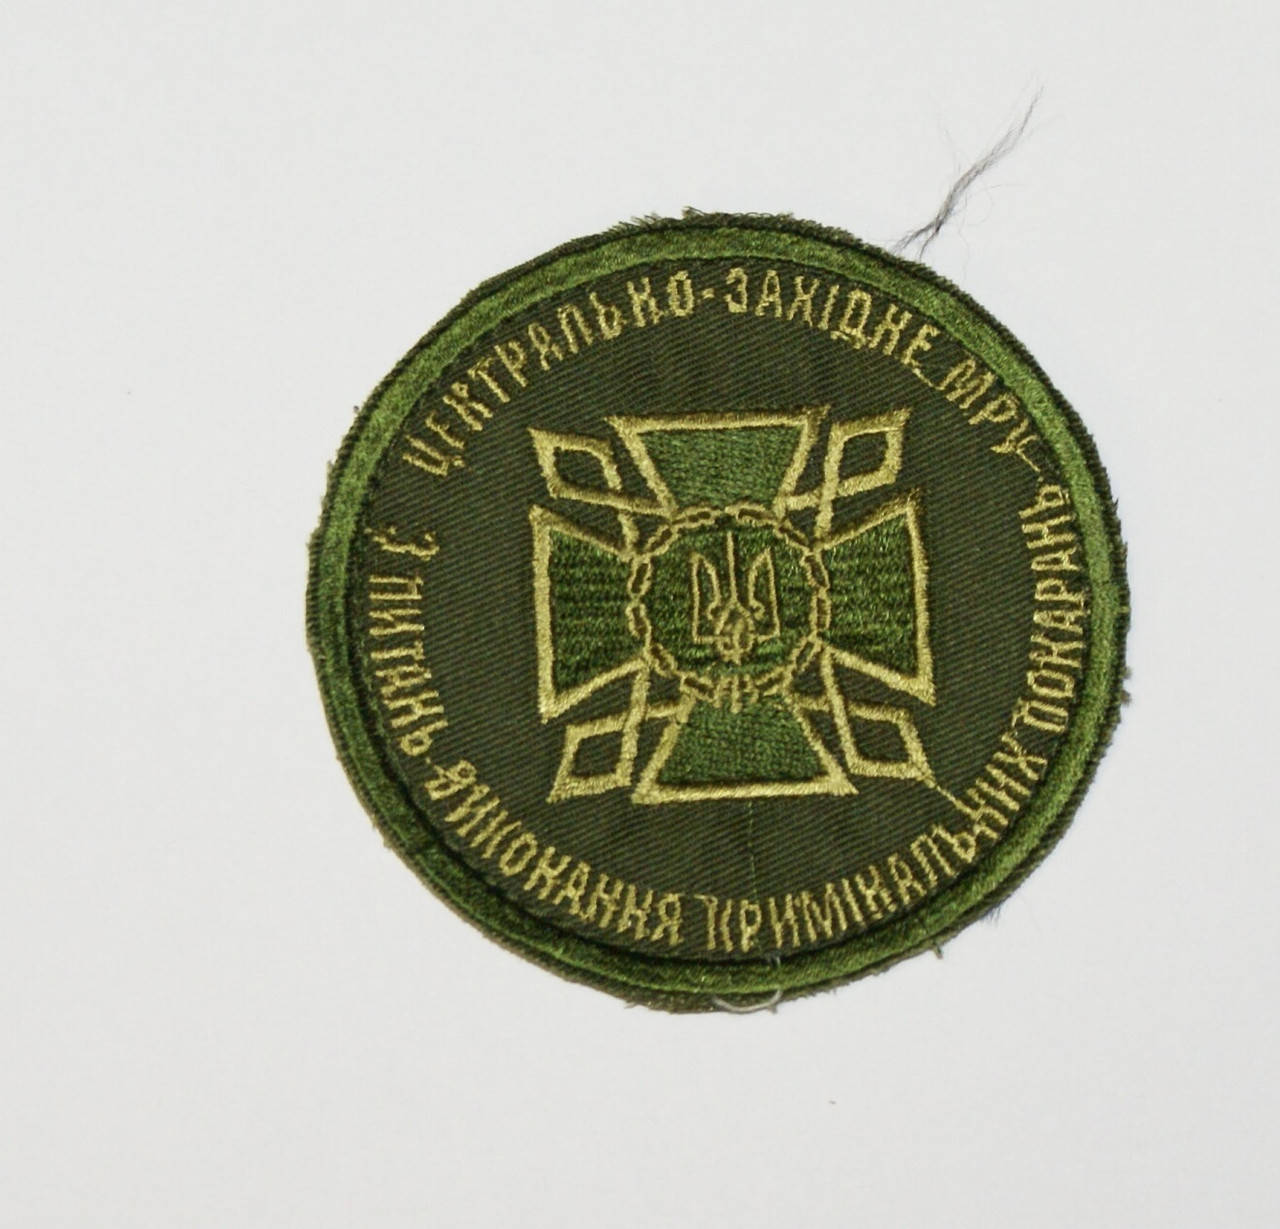 ЦЕНТРАЛЬНО-ЗАХІДНЕ МРУ
З ПИТАНЬ ВИКОНАННЯ КРИМІНАЛЬНИХ ПОКАРАНЬ